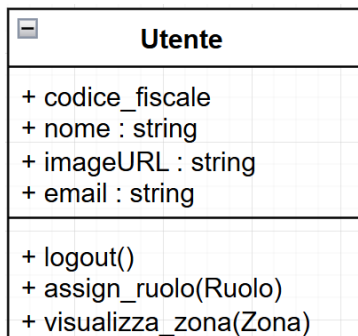 Utente
+ codice_fiscale
+ nome : string
+ imageURL : string
+ email : string
+ logout()
+ assign_ruolo(Ruolo)
+ visualizza_zona(Zona)